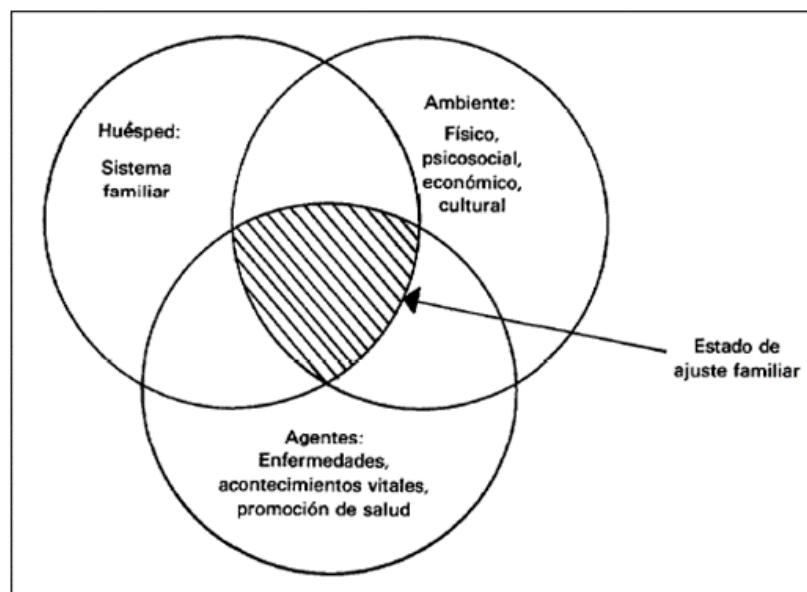 Huésped:
Sistema
familiar
Ambiente:
Físico,
psicosocial,
económico,
cultural
Estado de
ajuste familiar
Agentes:
Enfermedades,
acontecimientos vitales,
promoción de salud